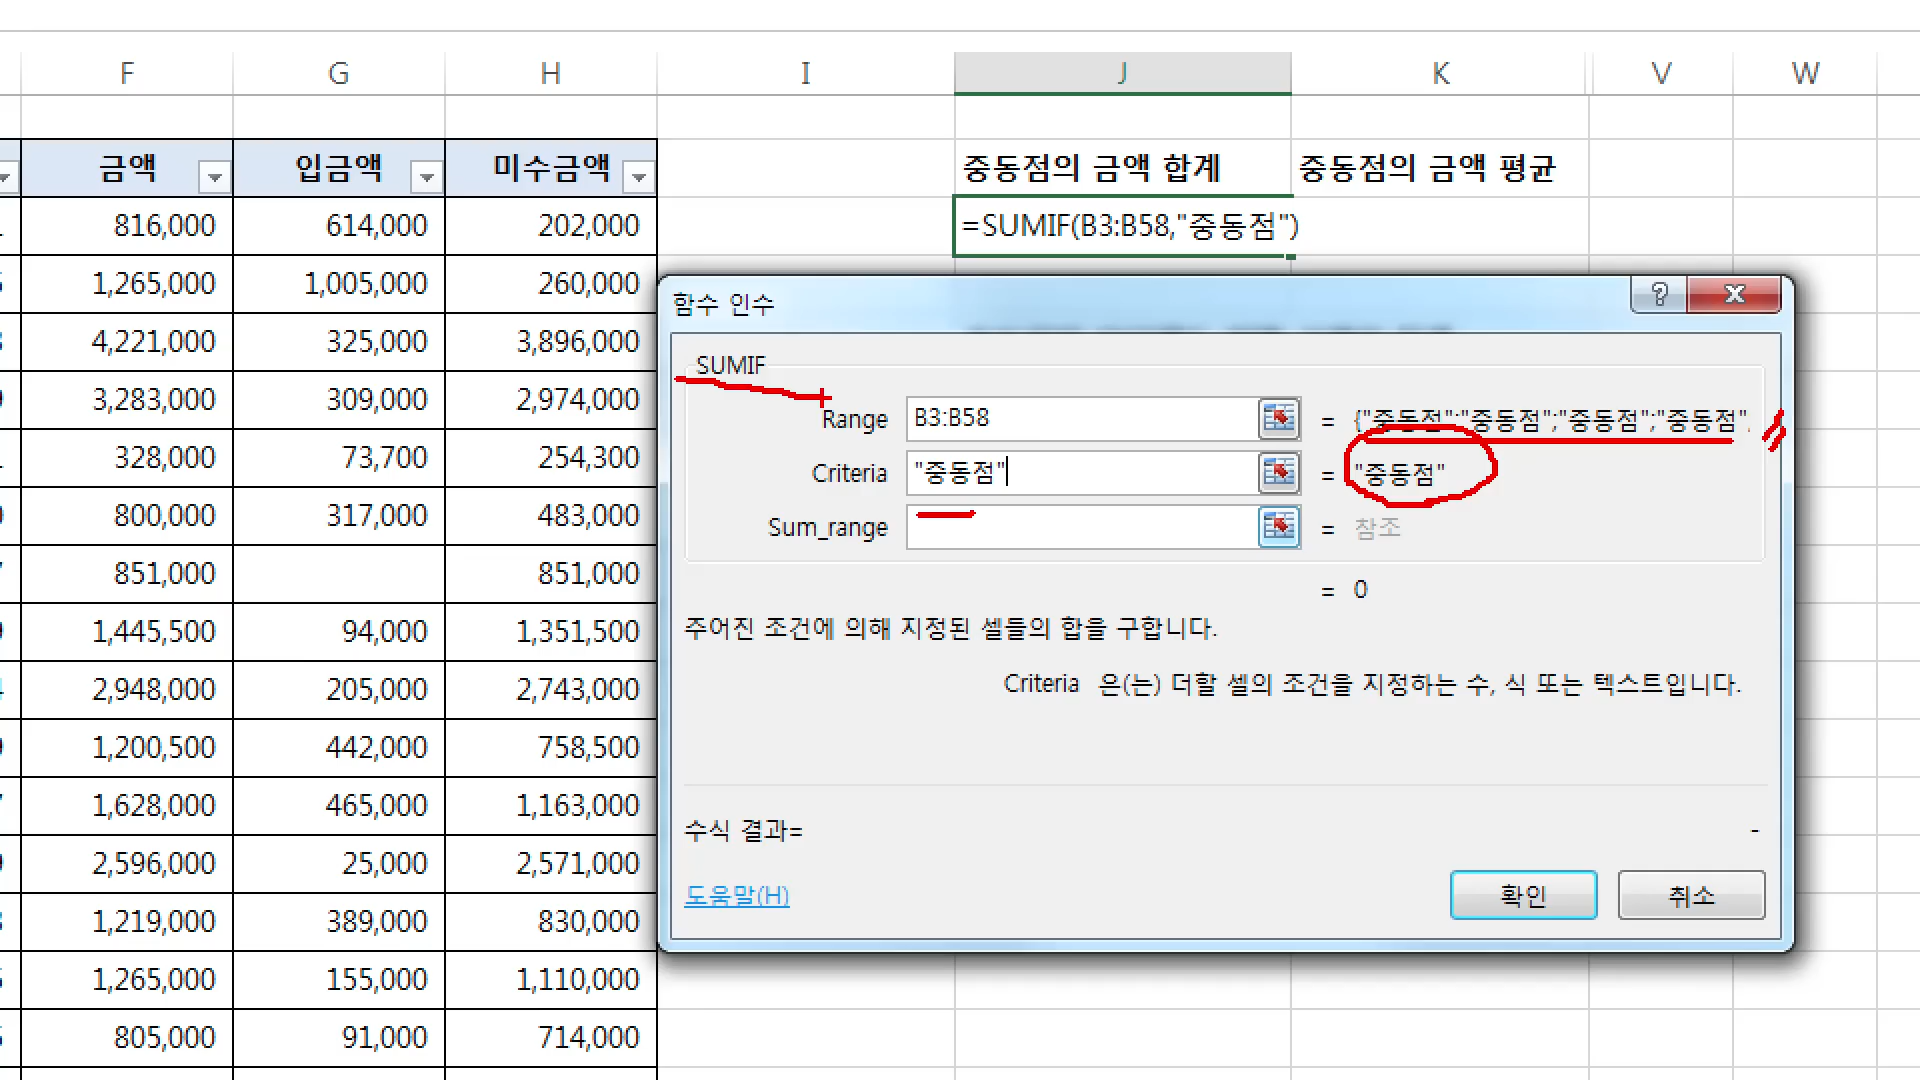 F G H I J K V W
금액 입금액 미수금액 중동점의 금액 합계 중동점의 금액 평균
816,000 614,000 202,000 =SUMIF(B3:B58,"중동점")
1,265,000 1,005,000 260,000
4,221,000 325,000 3,896,000
3,283,000 309,000 2,974,000
328,000 73,700 254,300
800,000 317,000 483,000
851,000 851,000
1,445,500 94,000 1,351,500
2,948,000 205,000 2,743,000
1,200,500 442,000 758,500
1,628,000 465,000 1,163,000
2,596,000 25,000 2,571,000
1,219,000 389,000 830,000
1,265,000 155,000 1,110,000
805,000 91,000 714,000
함수 인수
?
X
SUMIF
Range B3:B58 = {"중동점";"중동점";"중동점";"중동점"
Criteria "중동점" = "중동점"
Sum_range = 참조
= 0
주어진 조건에 의해 지정된 셀들의 합을 구합니다.
Criteria 은(는) 더할 셀의 조건을 지정하는 수, 식 또는 텍스트입니다.
수식 결과= -
도움말(H) 확인 취소